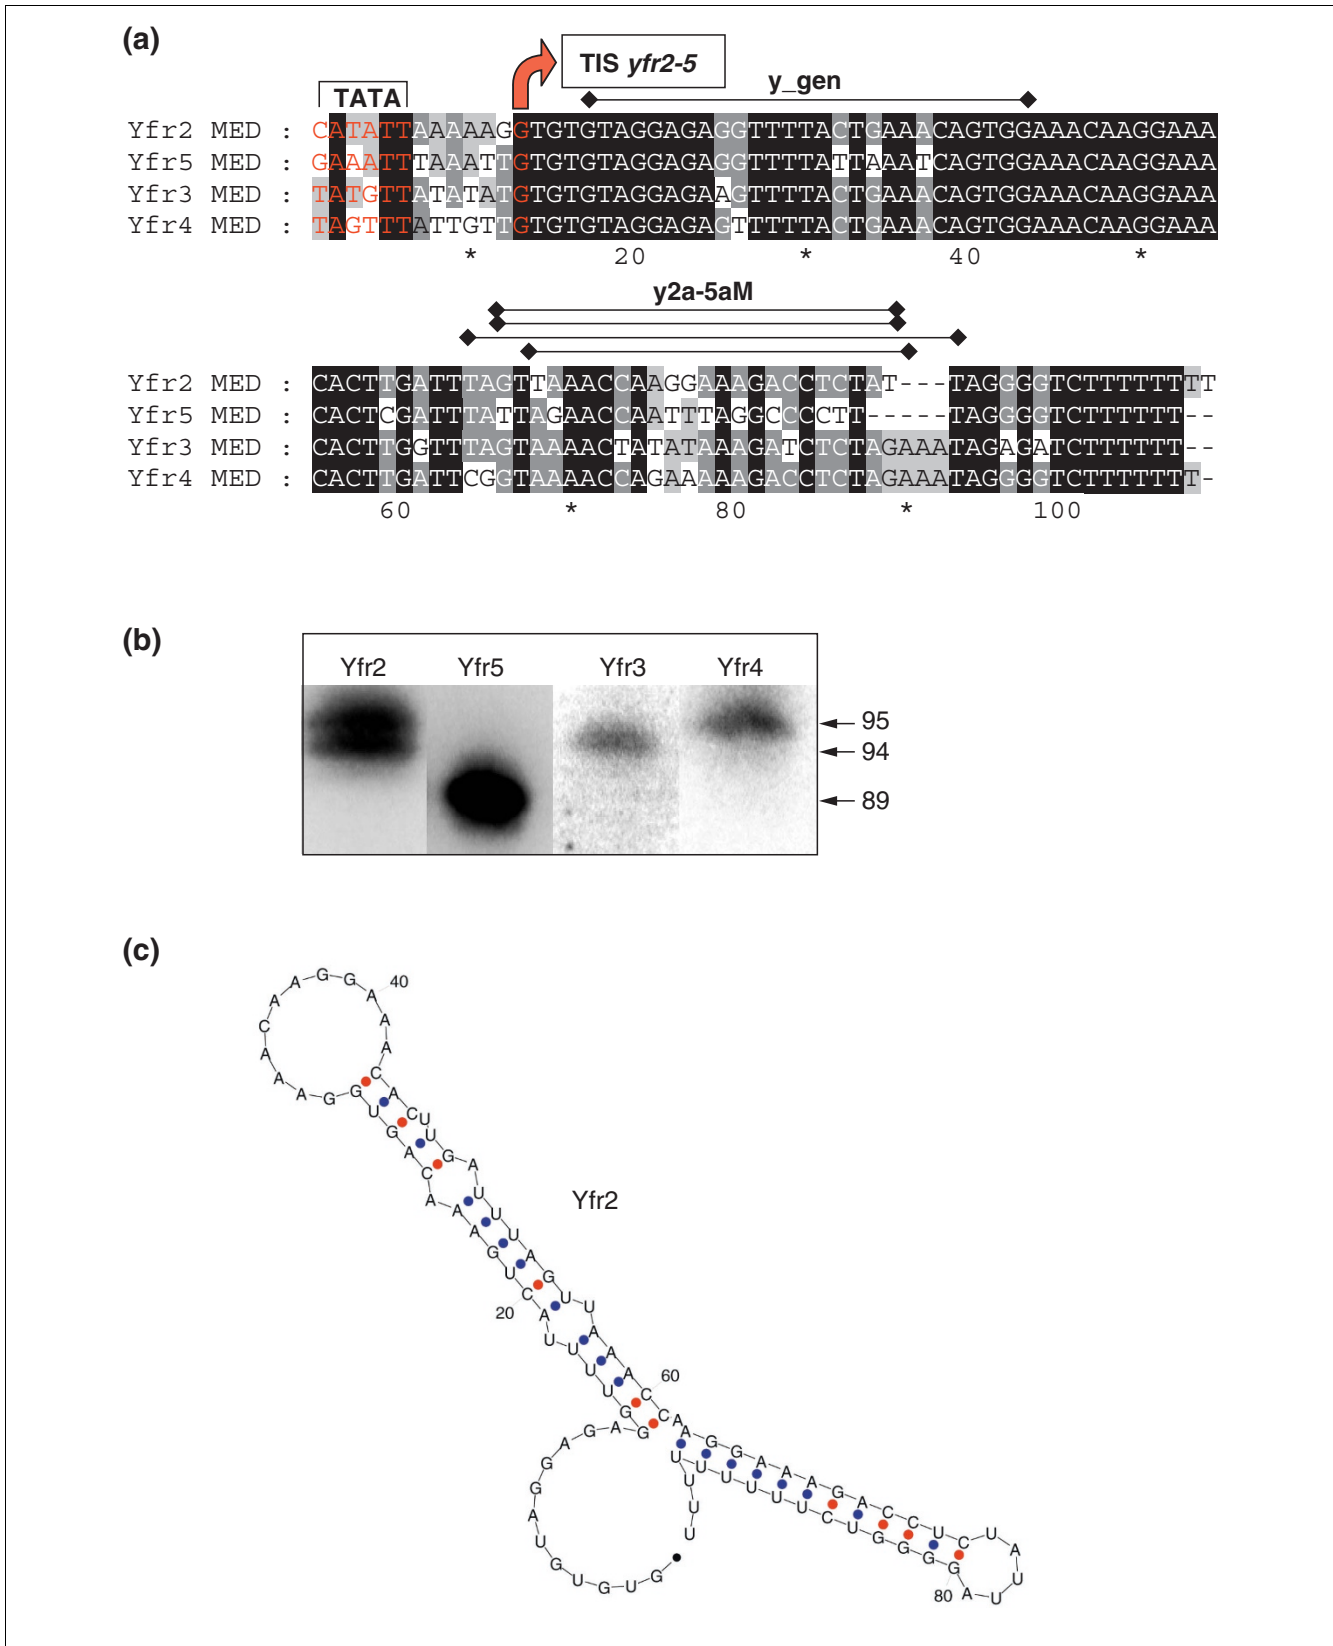 (a)
TIS yfr2-5
TATA
y_gen
Yfr2 MED : CATATTAAAAAGGTGTGTAGGAGAGGTTTTACTGAAACAGTGGAAACAAGGAAA
Yfr5 MED : GAAATTTAAATTGTGTGTAGGAGAGGTTTTATTAAATCAGTGGAAACAAGGAAA
Yfr3 MED : TATGTTATATATGTGTGTAGGAGAAGTTTTACTGAAACAGTGGAAACAAGGAAA
Yfr4 MED : TAGTTTATTGTTGTGTGTAGGAGAGTTTTTACTGAAACAGTGGAAACAAGGAAA
* 20 * 40 *
y2a-5aM
Yfr2 MED : CACTTGATTTAGTTAAACCAAGGAAAGACCTCTAT---TAGGGGTCTTTTTTTT
Yfr5 MED : CACTCGATTTATTAGAACCAATTTAGGCCCCTT-----TAGGGGTCTTTTTT--
Yfr3 MED : CACTTGGTTTAGTAAAACTATATAAAGATCTCTAGAAATAGAGATCTTTTTT--
Yfr4 MED : CACTTGATTCGGTAAAACCAGAAAAAGACCTCTAGAAATAGGGGTCTTTTTTT-
60 * 80 * 100
(b)
Yfr2 Yfr5 Yfr3 Yfr4
95
94
89
(c)
40
Yfr2
20
60
80
GUGUGUAGGAGAGGUUUUACUGAAACAGUGGAAACAAGGAAACACUUGAUUUAGUUAAACCAAGGAAAGACCUCUAUUAGGGGUCUUUUUUUU